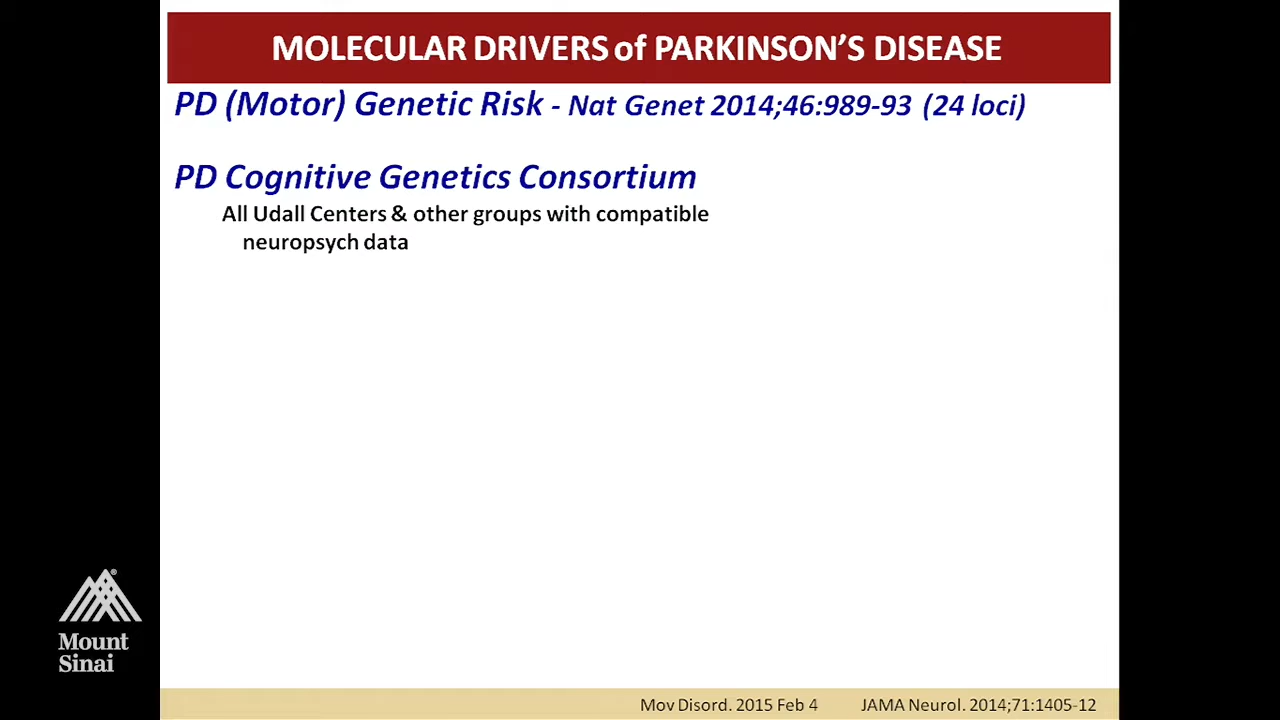 MOLECULAR DRIVERS of PARKINSON'S DISEASE
PD (Motor) Genetic Risk - Nat Genet 2014;46:989-93 (24 loci)
PD Cognitive Genetics Consortium
All Udall Centers & other groups with compatible
neuropsych data
Mount
Sinai
Mov Disord. 2015 Feb 4 JAMA Neurol. 2014;71:1405-12